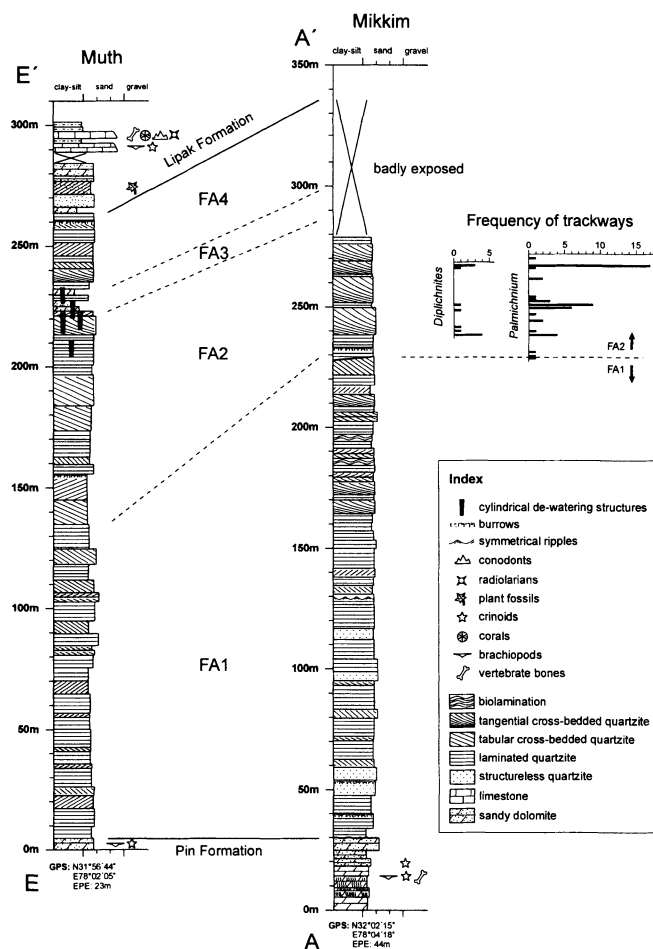 E´
Muth
clay-silt sand gravel
300m
250m
200m
150m
100m
50m
0m
GPS: N31°56´44"
E78°02´05"
EPE: 23m
E
Lipak Formation
FA4
FA3
FA2
FA1
Pin Formation
Mikkim
A´
clay-silt sand gravel
350m
300m
250m
200m
150m
100m
50m
0m
badly exposed
GPS: N32°02´15"
E78°04´18"
EPE: 44m
A
Frequency of trackways
Diplichnites
0 5
Palmichnium
0 5 10 15
FA2
FA1
Index
cylindrical de-watering structures
burrows
symmetrical ripples
conodonts
radiolarians
plant fossils
crinoids
corals
brachiopods
vertebrate bones
biolamination
tangential cross-bedded quartzite
tabular cross-bedded quartzite
laminated quartzite
structureless quartzite
limestone
sandy dolomite